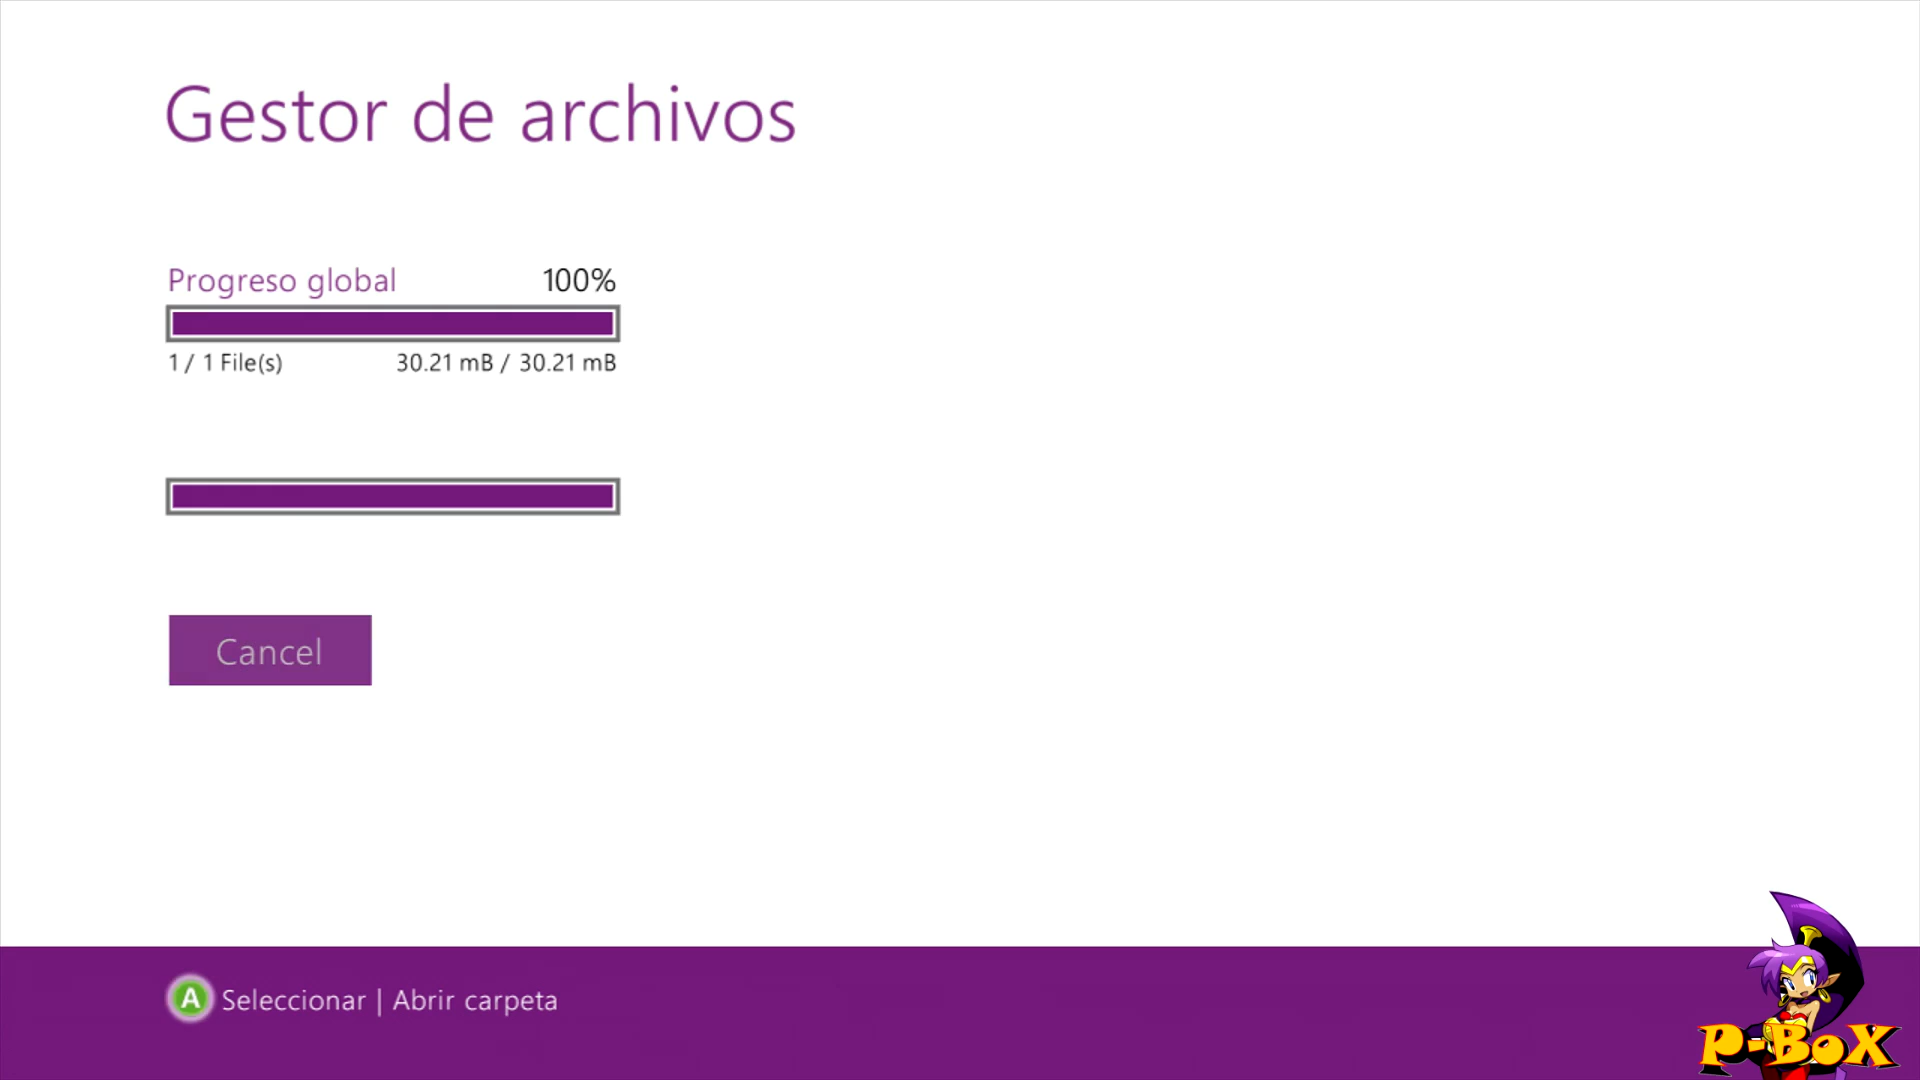 Gestor de archivos
Progreso global 100%
1 / 1 File(s) 30.21 mB / 30.21 mB
Cancel
A Seleccionar | Abrir carpeta
P-BoX